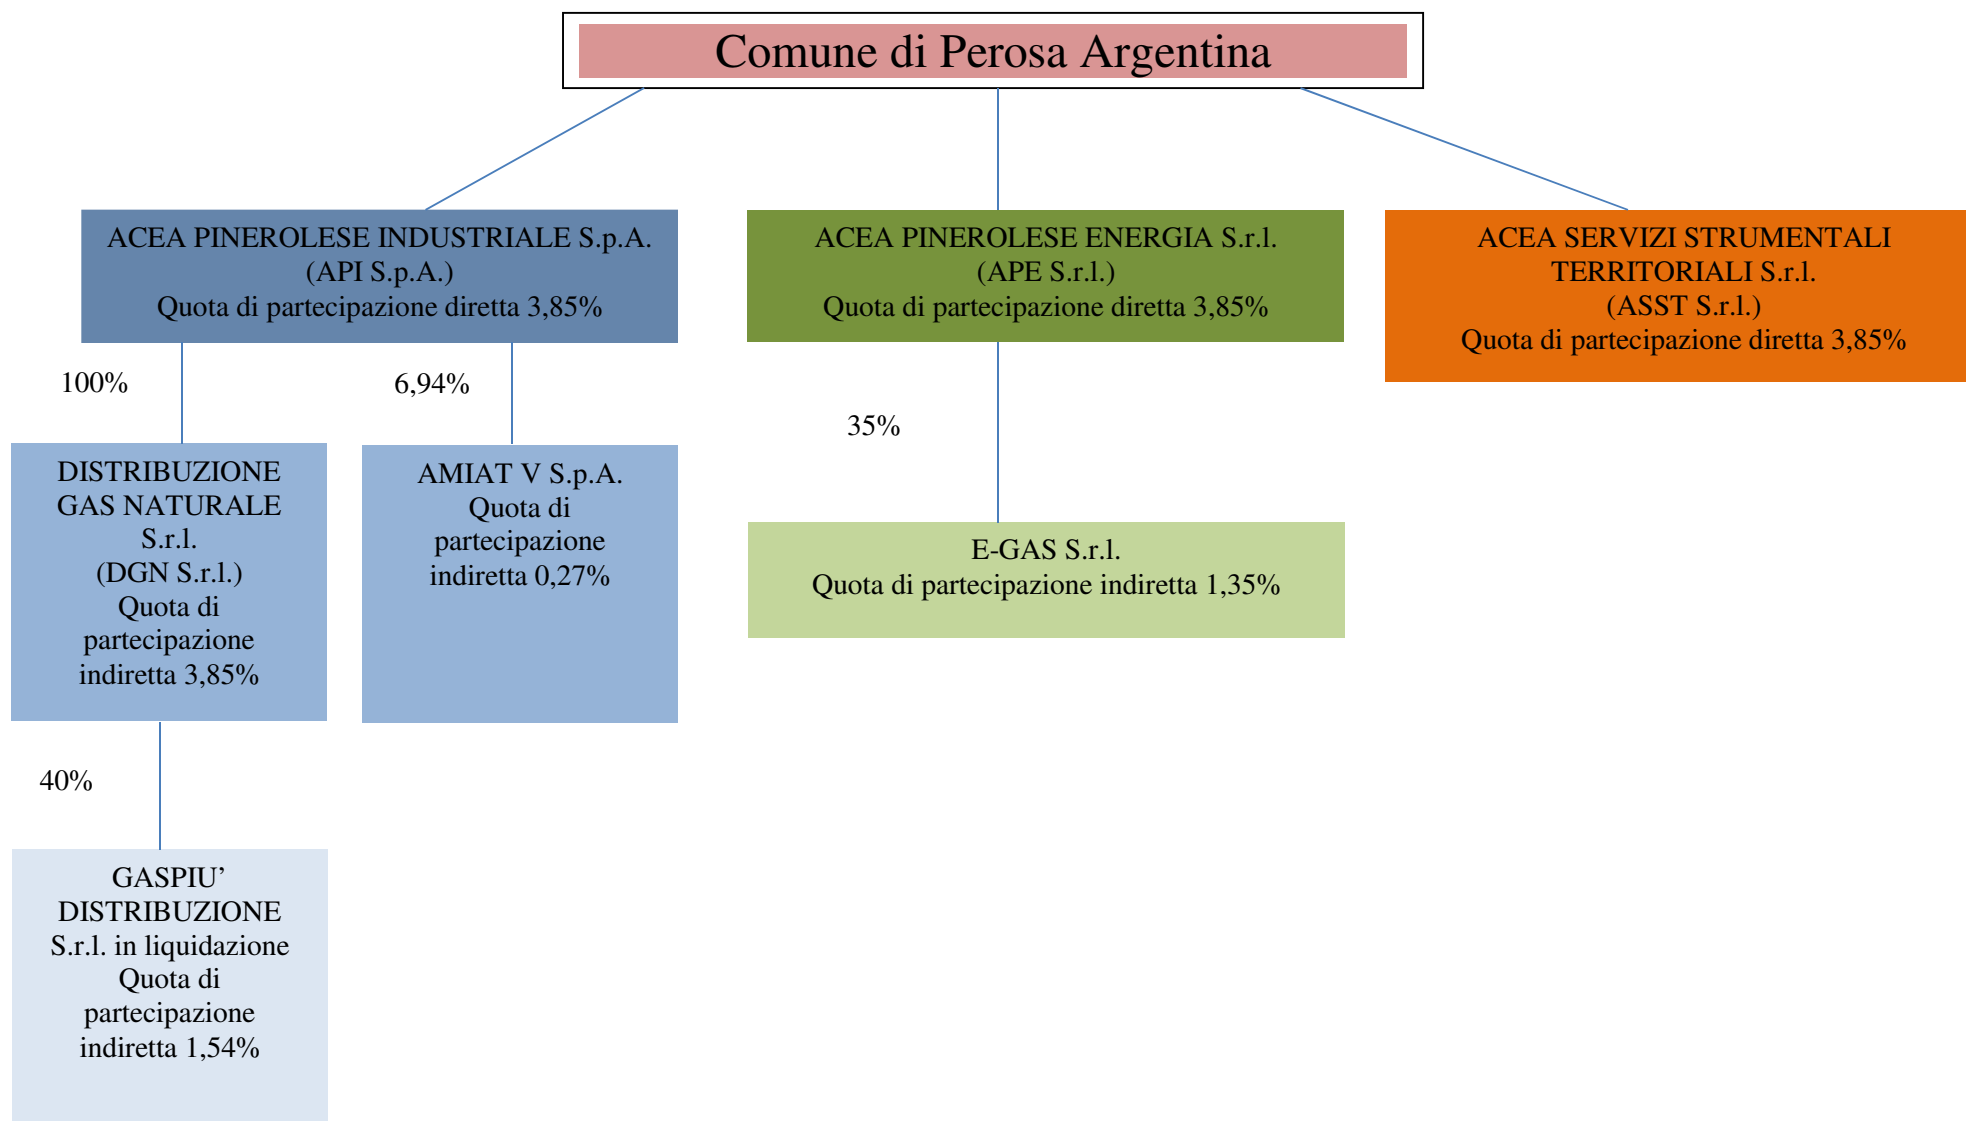 Comune di Perosa Argentina
ACEA PINEROLESE INDUSTRIALE S.p.A.
(API S.p.A.)
Quota di partecipazione diretta 3,85%
ACEA PINEROLESE ENERGIA S.r.l.
(APE S.r.l.)
Quota di partecipazione diretta 3,85%
ACEA SERVIZI STRUMENTALI
TERRITORIALI S.r.l.
(ASST S.r.l.)
Quota di partecipazione diretta 3,85%
100%
6,94%
35%
DISTRIBUZIONE
GAS NATURALE
S.r.l.
(DGN S.r.l.)
Quota di
partecipazione
indiretta 3,85%
AMIAT V S.p.A.
Quota di
partecipazione
indiretta 0,27%
E-GAS S.r.l.
Quota di partecipazione indiretta 1,35%
40%
GASPIU’
DISTRIBUZIONE
S.r.l. in liquidazione
Quota di
partecipazione
indiretta 1,54%